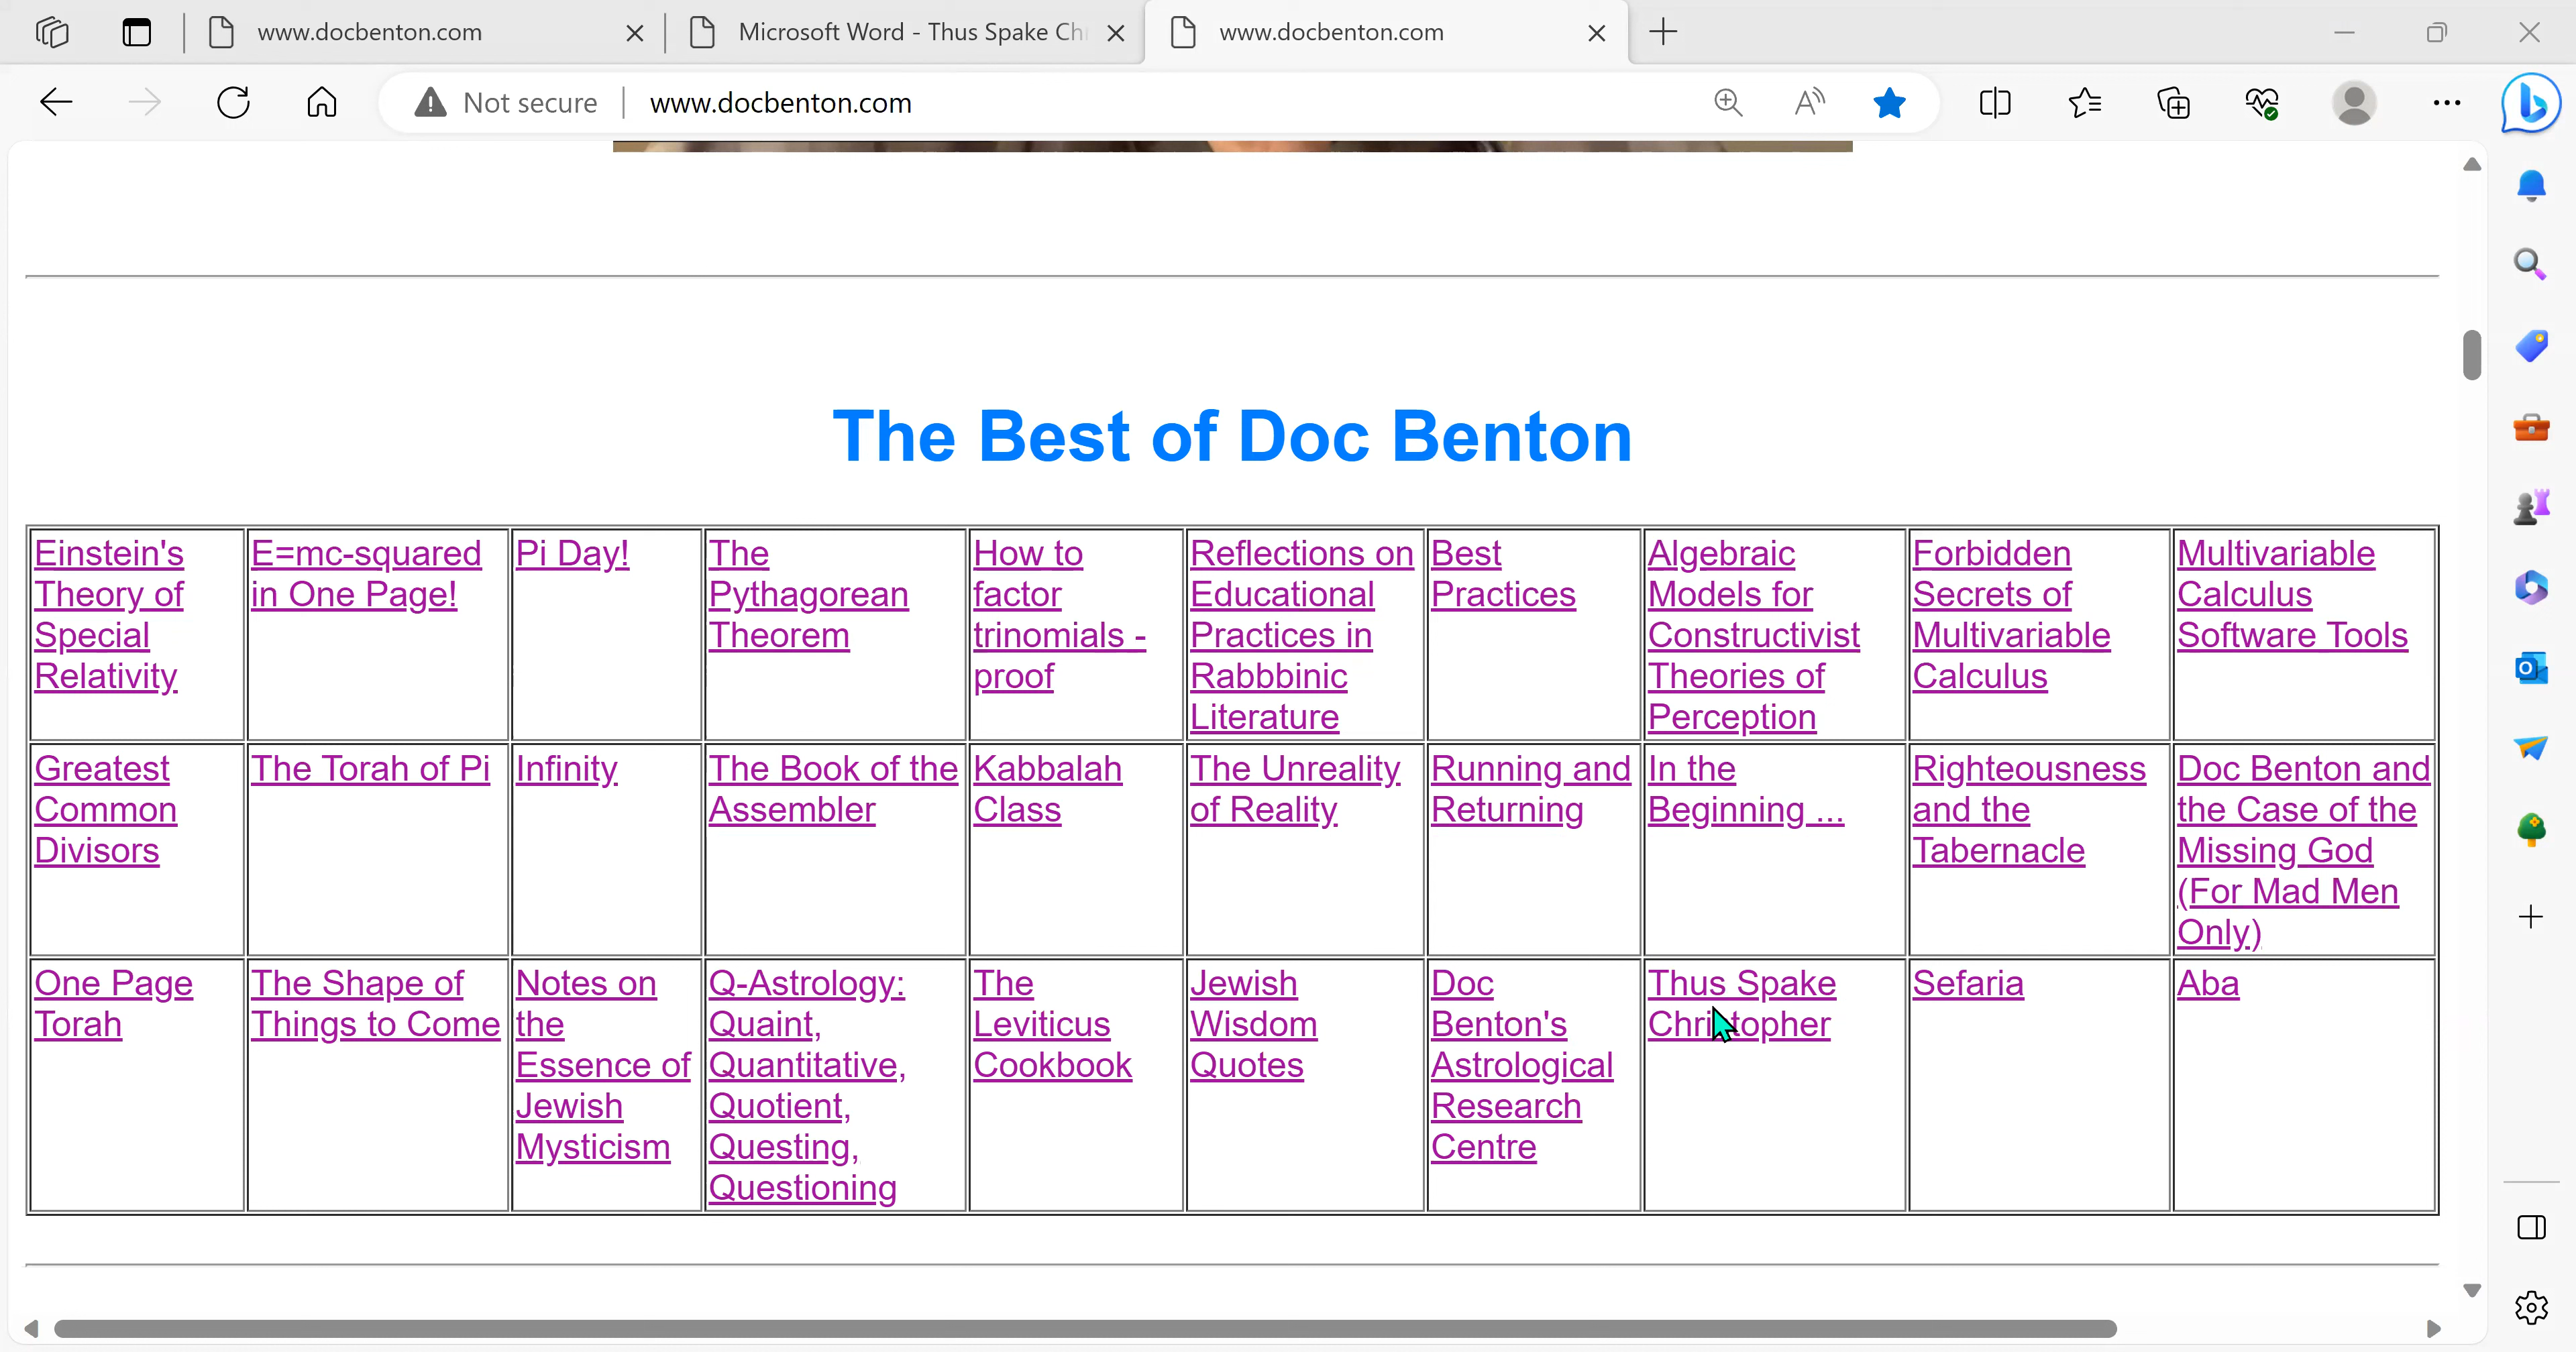 www.docbenton.com
Microsoft Word - Thus Spake Ch
www.docbenton.com
Not secure
www.docbenton.com
The Best of Doc Benton
Einstein's
Theory of
Special
Relativity
E=mc-squared
in One Page!
Pi Day!
The
Pythagorean
Theorem
How to
factor
trinomials -
proof
Reflections on
Educational
Practices in
Rabbbinic
Literature
Best
Practices
Algebraic
Models for
Constructivist
Theories of
Perception
Forbidden
Secrets of
Multivariable
Calculus
Multivariable
Calculus
Software Tools
Greatest
Common
Divisors
The Torah of Pi
Infinity
The Book of the
Assembler
Kabbalah
Class
The Unreality
of Reality
Running and
Returning
In the
Beginning ...
Righteousness
and the
Tabernacle
Doc Benton and
the Case of the
Missing God
(For Mad Men
Only)
One Page
Torah
The Shape of
Things to Come
Notes on
the
Essence of
Jewish
Mysticism
Q-Astrology:
Quaint,
Quantitative,
Quotient,
Questing,
Questioning
The
Leviticus
Cookbook
Jewish
Wisdom
Quotes
Doc
Benton's
Astrological
Research
Centre
Thus Spake
Christopher
Sefaria
Aba